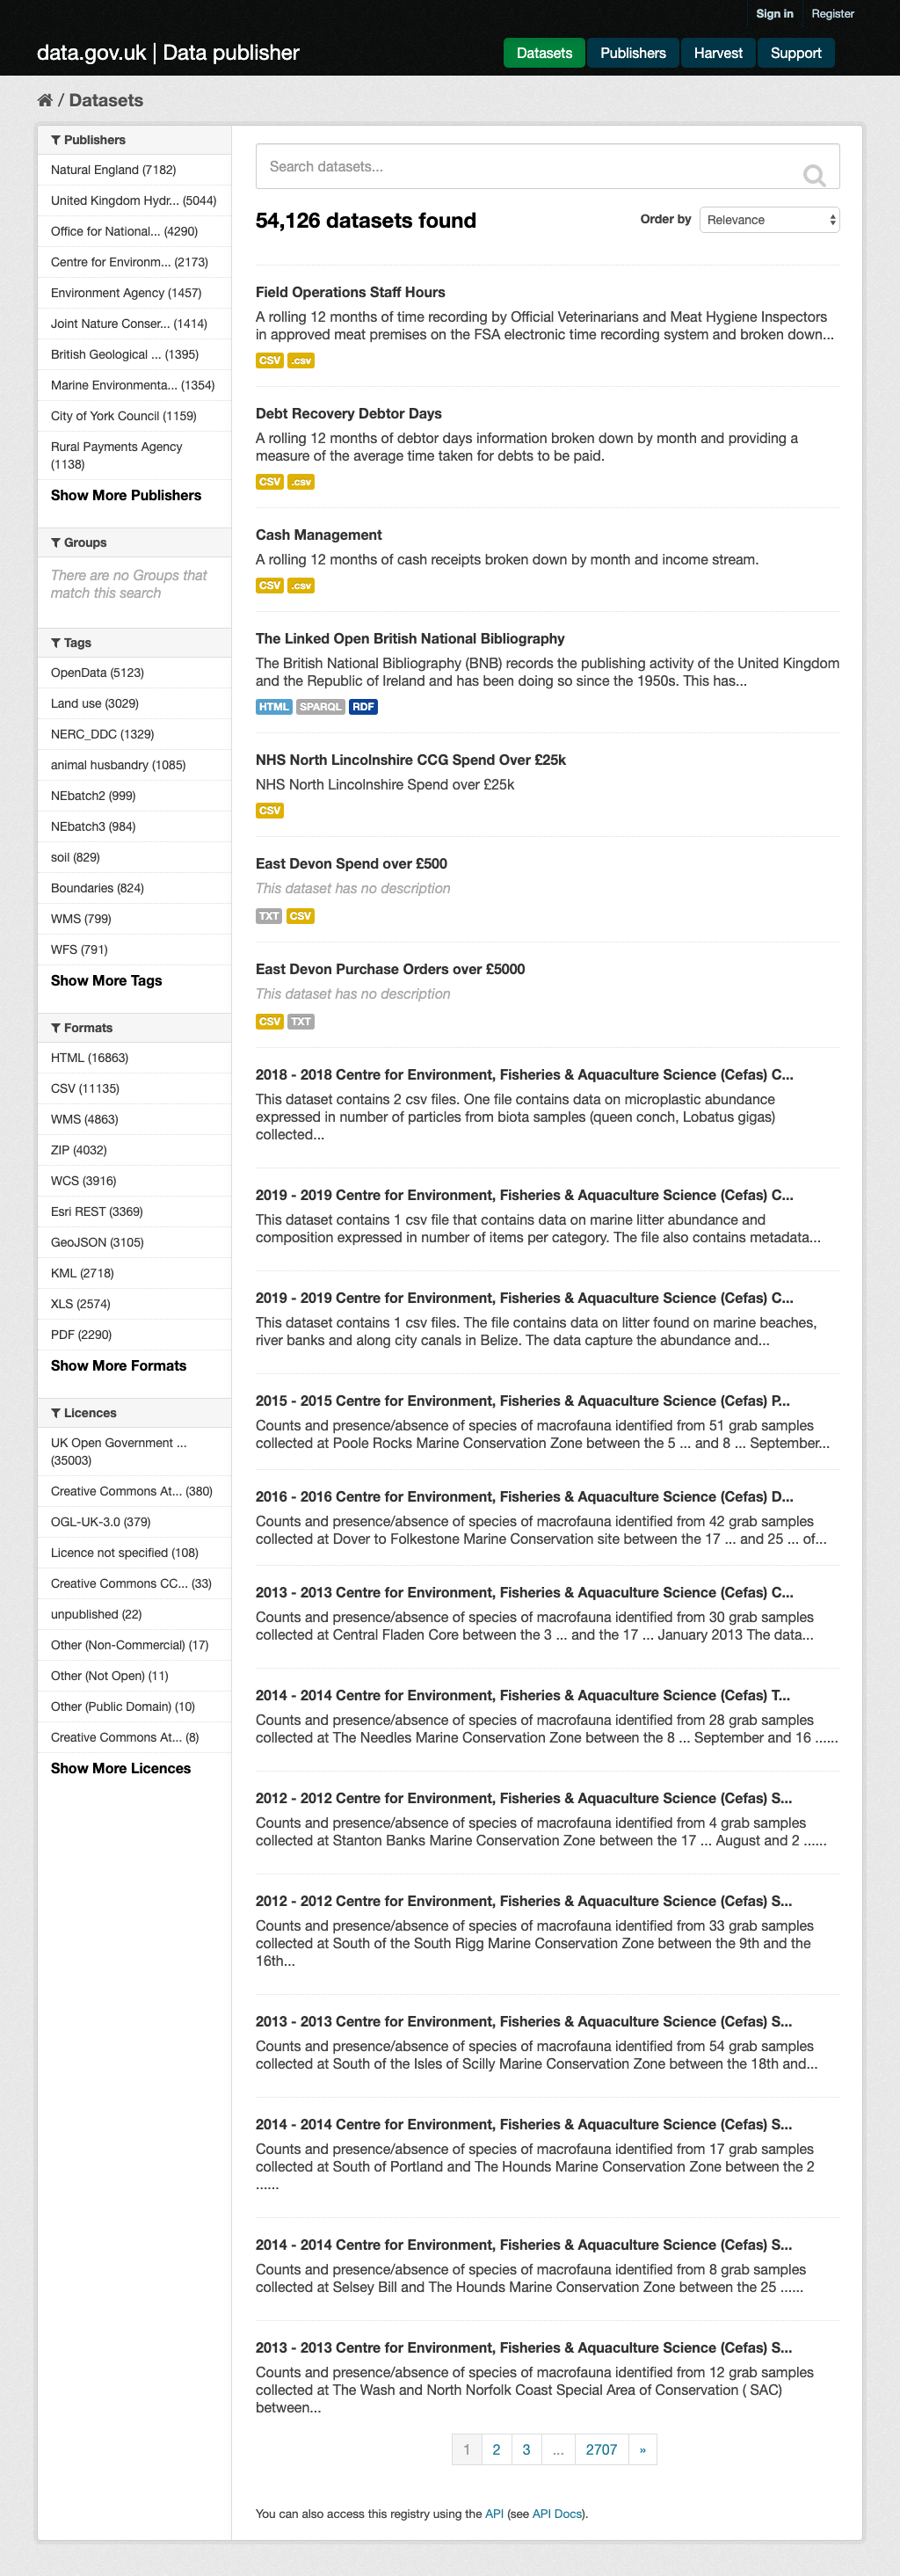 Sign in
Register
data.gov.uk | Data publisher
Datasets
Publishers
Harvest
Support
/ Datasets
Publishers
Natural England (7182)
United Kingdom Hydr... (5044)
Office for National... (4290)
Centre for Environm... (2173)
Environment Agency (1457)
Joint Nature Conser... (1414)
British Geological ... (1395)
Marine Environmenta... (1354)
City of York Council (1159)
Rural Payments Agency
(1138)
Show More Publishers
Groups
There are no Groups that
match this search
Tags
OpenData (5123)
Land use (3029)
NERC_DDC (1329)
animal husbandry (1085)
NEbatch2 (999)
NEbatch3 (984)
soil (829)
Boundaries (824)
WMS (799)
WFS (791)
Show More Tags
Formats
HTML (16863)
CSV (11135)
WMS (4863)
ZIP (4032)
WCS (3916)
Esri REST (3369)
GeoJSON (3105)
KML (2718)
XLS (2574)
PDF (2290)
Show More Formats
Licences
UK Open Government ...
(35003)
Creative Commons At... (380)
OGL-UK-3.0 (379)
Licence not specified (108)
Creative Commons CC... (33)
unpublished (22)
Other (Non-Commercial) (17)
Other (Not Open) (11)
Other (Public Domain) (10)
Creative Commons At... (8)
Show More Licences
Search datasets...
54,126 datasets found
Order by
Relevance
Field Operations Staff Hours
A rolling 12 months of time recording by Official Veterinarians and Meat Hygiene Inspectors
in approved meat premises on the FSA electronic time recording system and broken down...
CSV .csv
Debt Recovery Debtor Days
A rolling 12 months of debtor days information broken down by month and providing a
measure of the average time taken for debts to be paid.
CSV .csv
Cash Management
A rolling 12 months of cash receipts broken down by month and income stream.
CSV .csv
The Linked Open British National Bibliography
The British National Bibliography (BNB) records the publishing activity of the United Kingdom
and the Republic of Ireland and has been doing so since the 1950s. This has...
HTML SPARQL RDF
NHS North Lincolnshire CCG Spend Over £25k
NHS North Lincolnshire Spend over £25k
CSV
East Devon Spend over £500
This dataset has no description
TXT CSV
East Devon Purchase Orders over £5000
This dataset has no description
CSV TXT
2018 - 2018 Centre for Environment, Fisheries & Aquaculture Science (Cefas) C...
This dataset contains 2 csv files. One file contains data on microplastic abundance
expressed in number of particles from biota samples (queen conch, Lobatus gigas)
collected...
2019 - 2019 Centre for Environment, Fisheries & Aquaculture Science (Cefas) C...
This dataset contains 1 csv file that contains data on marine litter abundance and
composition expressed in number of items per category. The file also contains metadata...
2019 - 2019 Centre for Environment, Fisheries & Aquaculture Science (Cefas) C...
This dataset contains 1 csv files. The file contains data on litter found on marine beaches,
river banks and along city canals in Belize. The data capture the abundance and...
2015 - 2015 Centre for Environment, Fisheries & Aquaculture Science (Cefas) P...
Counts and presence/absence of species of macrofauna identified from 51 grab samples
collected at Poole Rocks Marine Conservation Zone between the 5 ... and 8 ... September...
2016 - 2016 Centre for Environment, Fisheries & Aquaculture Science (Cefas) D...
Counts and presence/absence of species of macrofauna identified from 42 grab samples
collected at Dover to Folkestone Marine Conservation site between the 17 ... and 25 ... of...
2013 - 2013 Centre for Environment, Fisheries & Aquaculture Science (Cefas) C...
Counts and presence/absence of species of macrofauna identified from 30 grab samples
collected at Central Fladen Core between the 3 ... and the 17 ... January 2013 The data...
2014 - 2014 Centre for Environment, Fisheries & Aquaculture Science (Cefas) T...
Counts and presence/absence of species of macrofauna identified from 28 grab samples
collected at The Needles Marine Conservation Zone between the 8 ... September and 16 ......
2012 - 2012 Centre for Environment, Fisheries & Aquaculture Science (Cefas) S...
Counts and presence/absence of species of macrofauna identified from 4 grab samples
collected at Stanton Banks Marine Conservation Zone between the 17 ... August and 2 ......
2012 - 2012 Centre for Environment, Fisheries & Aquaculture Science (Cefas) S...
Counts and presence/absence of species of macrofauna identified from 33 grab samples
collected at South of the South Rigg Marine Conservation Zone between the 9th and the
16th...
2013 - 2013 Centre for Environment, Fisheries & Aquaculture Science (Cefas) S...
Counts and presence/absence of species of macrofauna identified from 54 grab samples
collected at South of the Isles of Scilly Marine Conservation Zone between the 18th and...
2014 - 2014 Centre for Environment, Fisheries & Aquaculture Science (Cefas) S...
Counts and presence/absence of species of macrofauna identified from 17 grab samples
collected at South of Portland and The Hounds Marine Conservation Zone between the 2
......
2014 - 2014 Centre for Environment, Fisheries & Aquaculture Science (Cefas) S...
Counts and presence/absence of species of macrofauna identified from 8 grab samples
collected at Selsey Bill and The Hounds Marine Conservation Zone between the 25 ......
2013 - 2013 Centre for Environment, Fisheries & Aquaculture Science (Cefas) S...
Counts and presence/absence of species of macrofauna identified from 12 grab samples
collected at The Wash and North Norfolk Coast Special Area of Conservation ( SAC)
between...
1 2 3 ... 2707 »
You can also access this registry using the API (see API Docs).